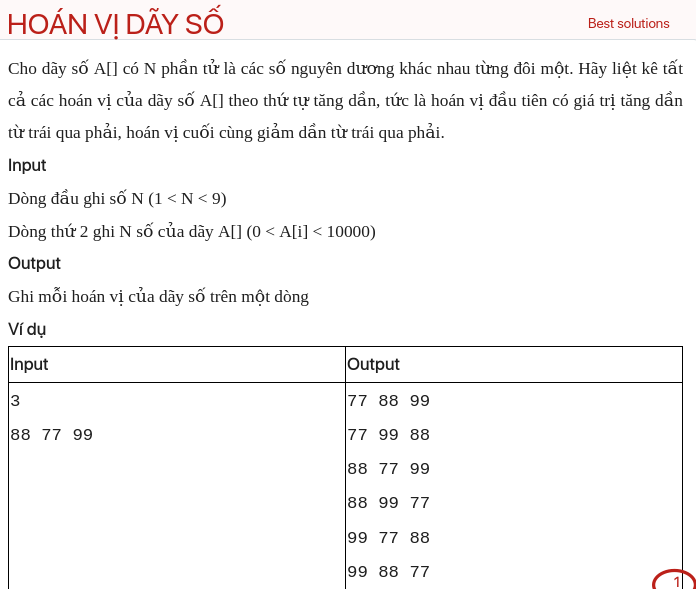 HOÁN VỊ DÃY SỐ
Best solutions
Cho dãy số A[] có N phần tử là các số nguyên dương khác nhau từng đôi một. Hãy liệt kê tất
cả các hoán vị của dãy số A[] theo thứ tự tăng dần, tức là hoán vị đầu tiên có giá trị tăng dần
từ trái qua phải, hoán vị cuối cùng giảm dần từ trái qua phải.
Input
Dòng đầu ghi số N (1 < N < 9)
Dòng thứ 2 ghi N số của dãy A[] (0 < A[i] < 10000)
Output
Ghi mỗi hoán vị của dãy số trên một dòng
Ví dụ
Input
Output
3
88 77 99
77 88 99
77 99 88
88 77 99
88 99 77
99 77 88
99 88 77
1